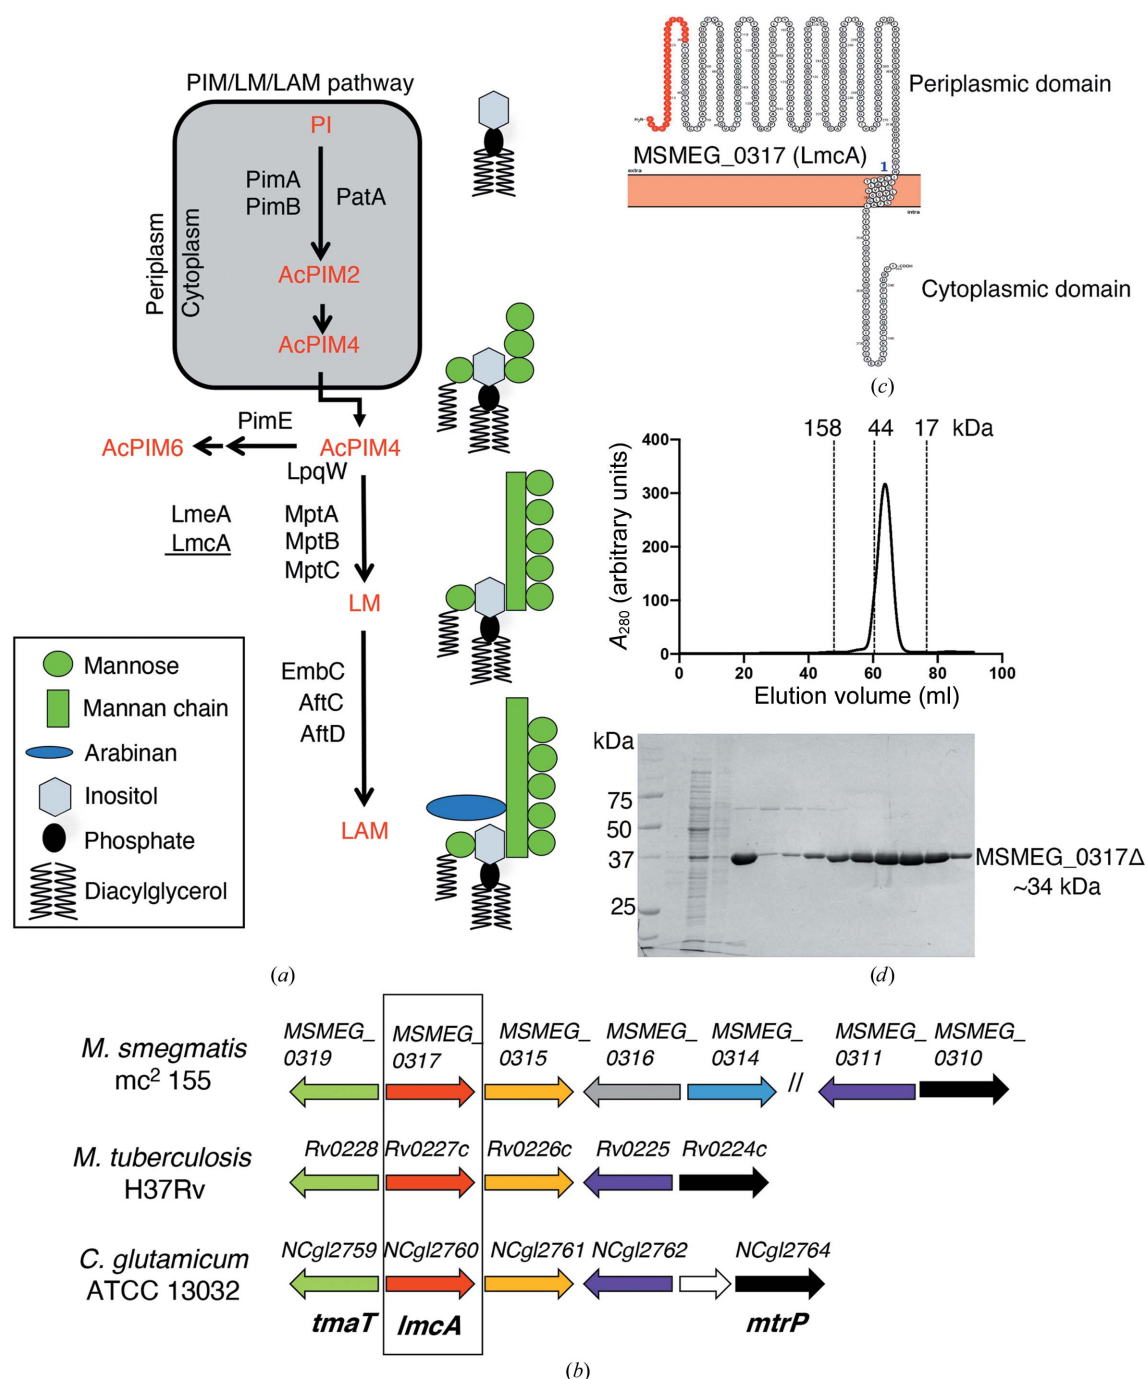 PIM/LM/LAM pathway
PI
PimA
PimB
PatA
Periplasm
Cytoplasm
AcPIM2
AcPIM4
PimE
AcPIM6
AcPIM4
LpqW
LmeA
LmcA
MptA
MptB
MptC
LM
EmbC
AftC
AftD
LAM
Mannose
Mannan chain
Arabinan
Inositol
Phosphate
Diacylglycerol
(a)
Periplasmic domain
MSMEG_0317 (LmcA)
1
extra
intra
Cytoplasmic domain
COOH
(c)
158 44 17 kDa
A280 (arbitrary units)
400
300
200
100
0
0 20 40 60 80 100
Elution volume (ml)
kDa
75
50
37
25
MSMEG_0317Δ
~34 kDa
(d)
M. smegmatis
mc2 155
MSMEG_
0319
MSMEG_
0317
MSMEG_
0315
MSMEG_
0316
MSMEG_
0314
//
MSMEG_
0311
MSMEG_
0310
M. tuberculosis
H37Rv
Rv0228 Rv0227c Rv0226c Rv0225 Rv0224c
C. glutamicum
ATCC 13032
NCgl2759 NCgl2760 NCgl2761 NCgl2762 NCgl2764
tmaT lmcA mtrP
(b)